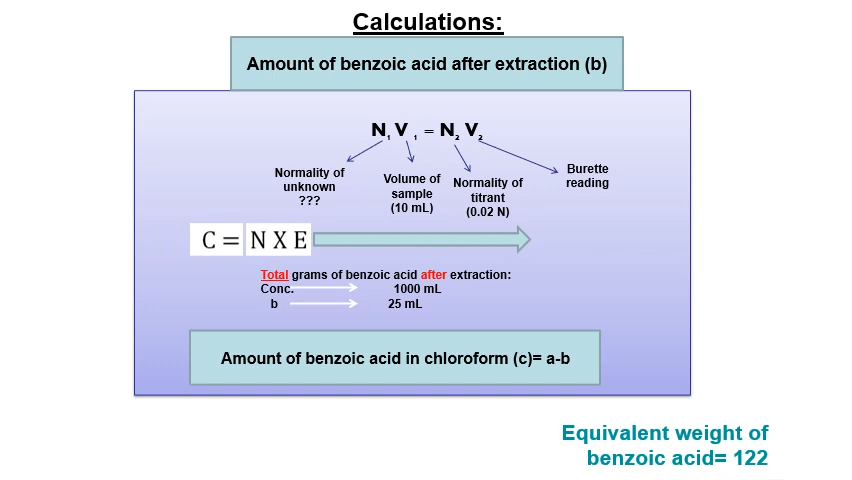 Calculations:
Amount of benzoic acid after extraction (b)
N₁ V₁ = N₂ V₂
Normality of
unknown
???
Volume of
sample
(10 mL)
Normality of
titrant
(0.02 N)
Burette
reading
C = N X E
Total grams of benzoic acid after extraction:
Conc. 1000 mL
b 25 mL
Amount of benzoic acid in chloroform (c)= a-b
Equivalent weight of
benzoic acid= 122